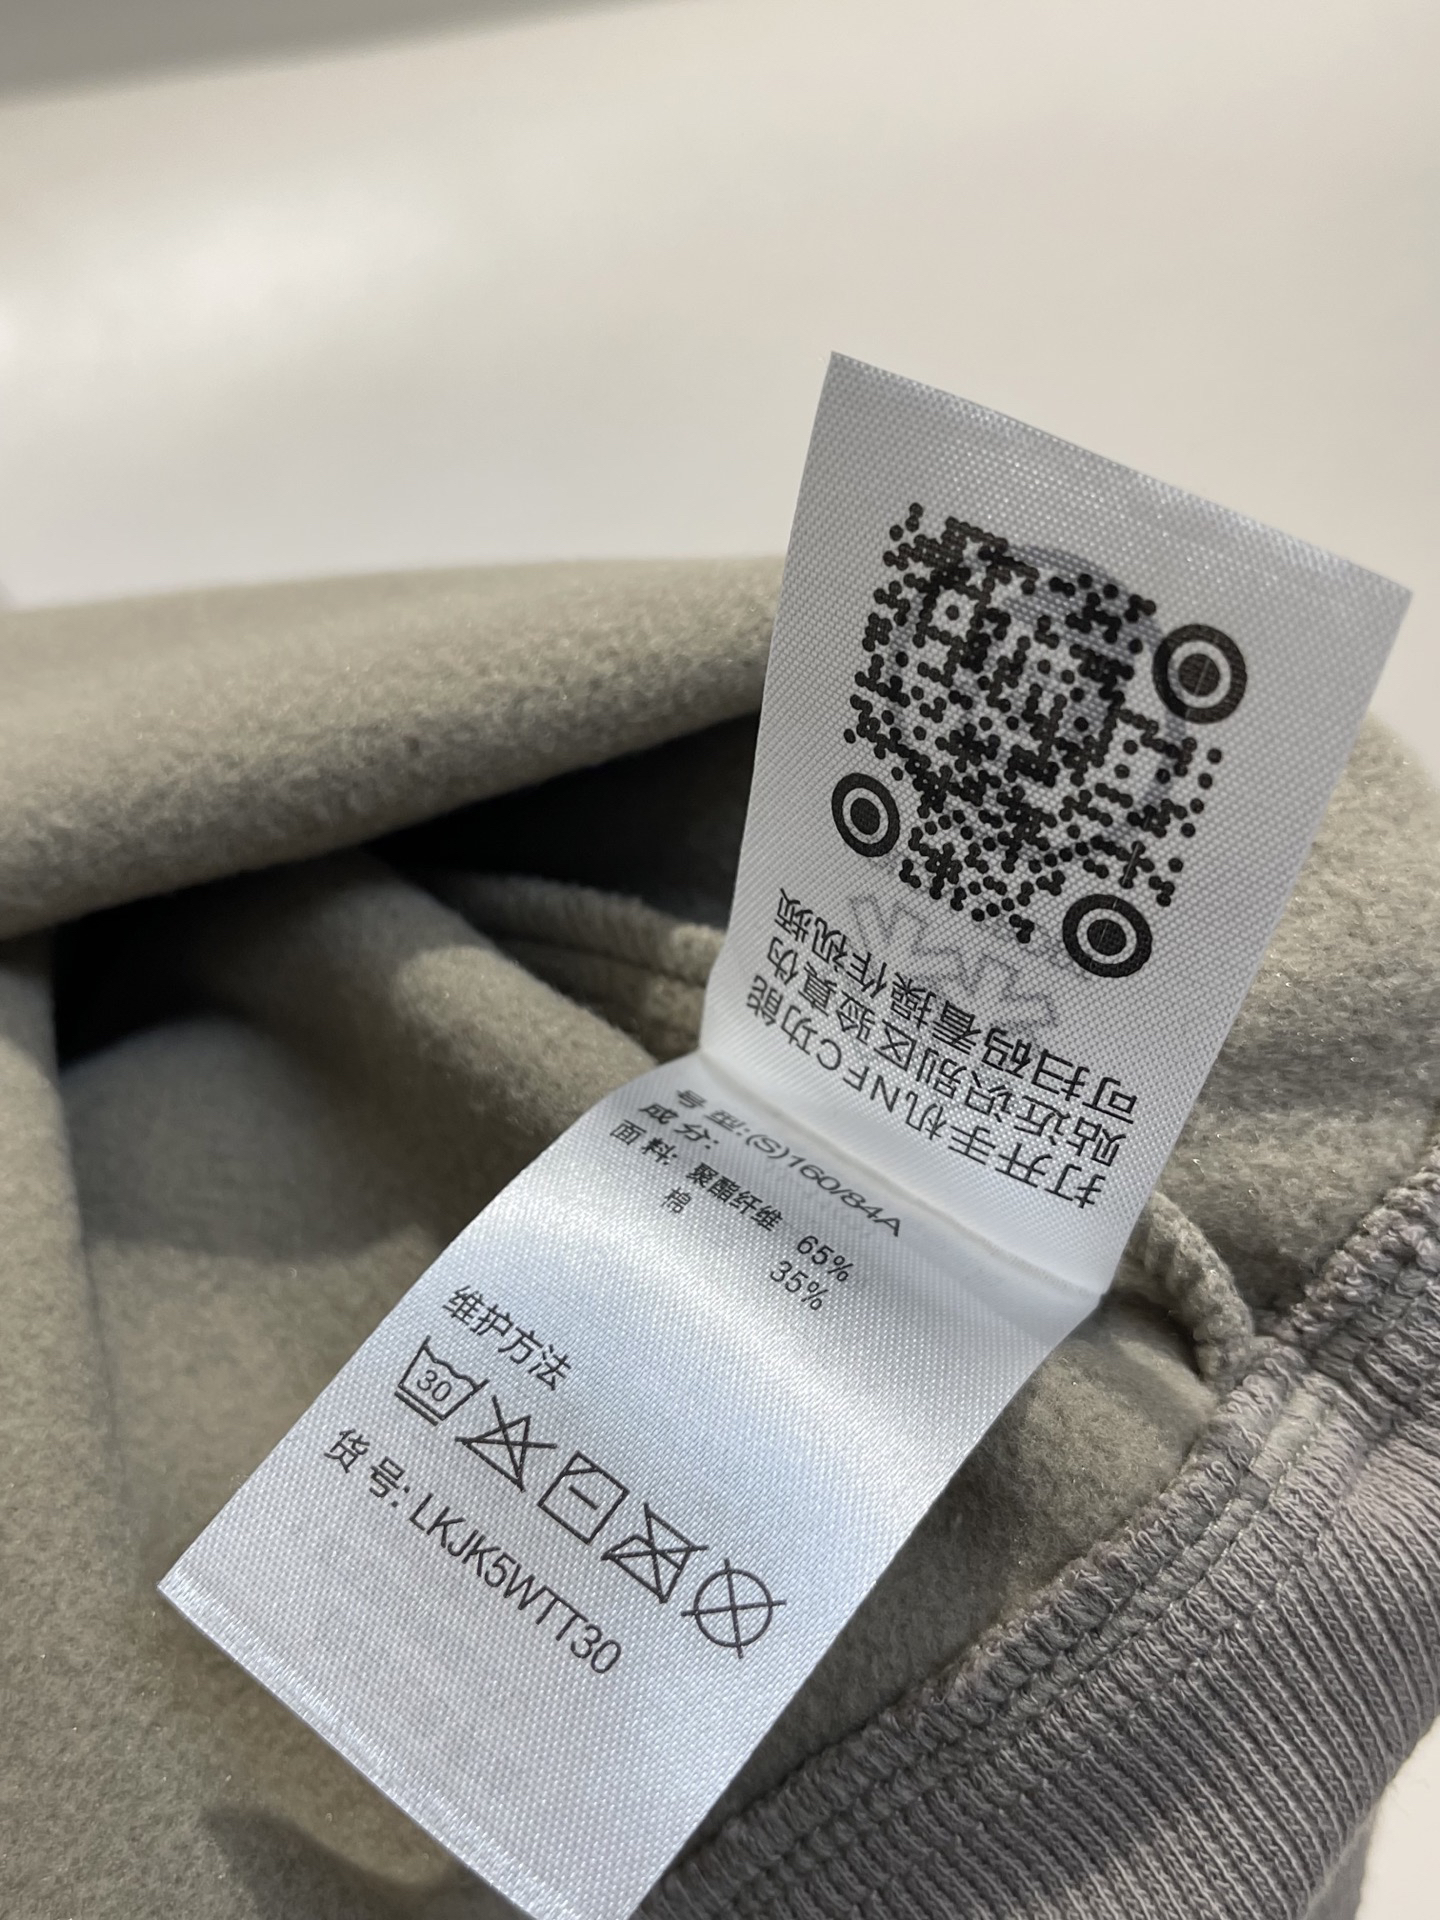 打开手机NFC功能
贴近识别区验真伪
可扫码看操作视频
面号:(S)160/84A
成分:
面料: 聚酯纤维 65%
棉 35%
维护方法
30
货号: LKJK5WTT30